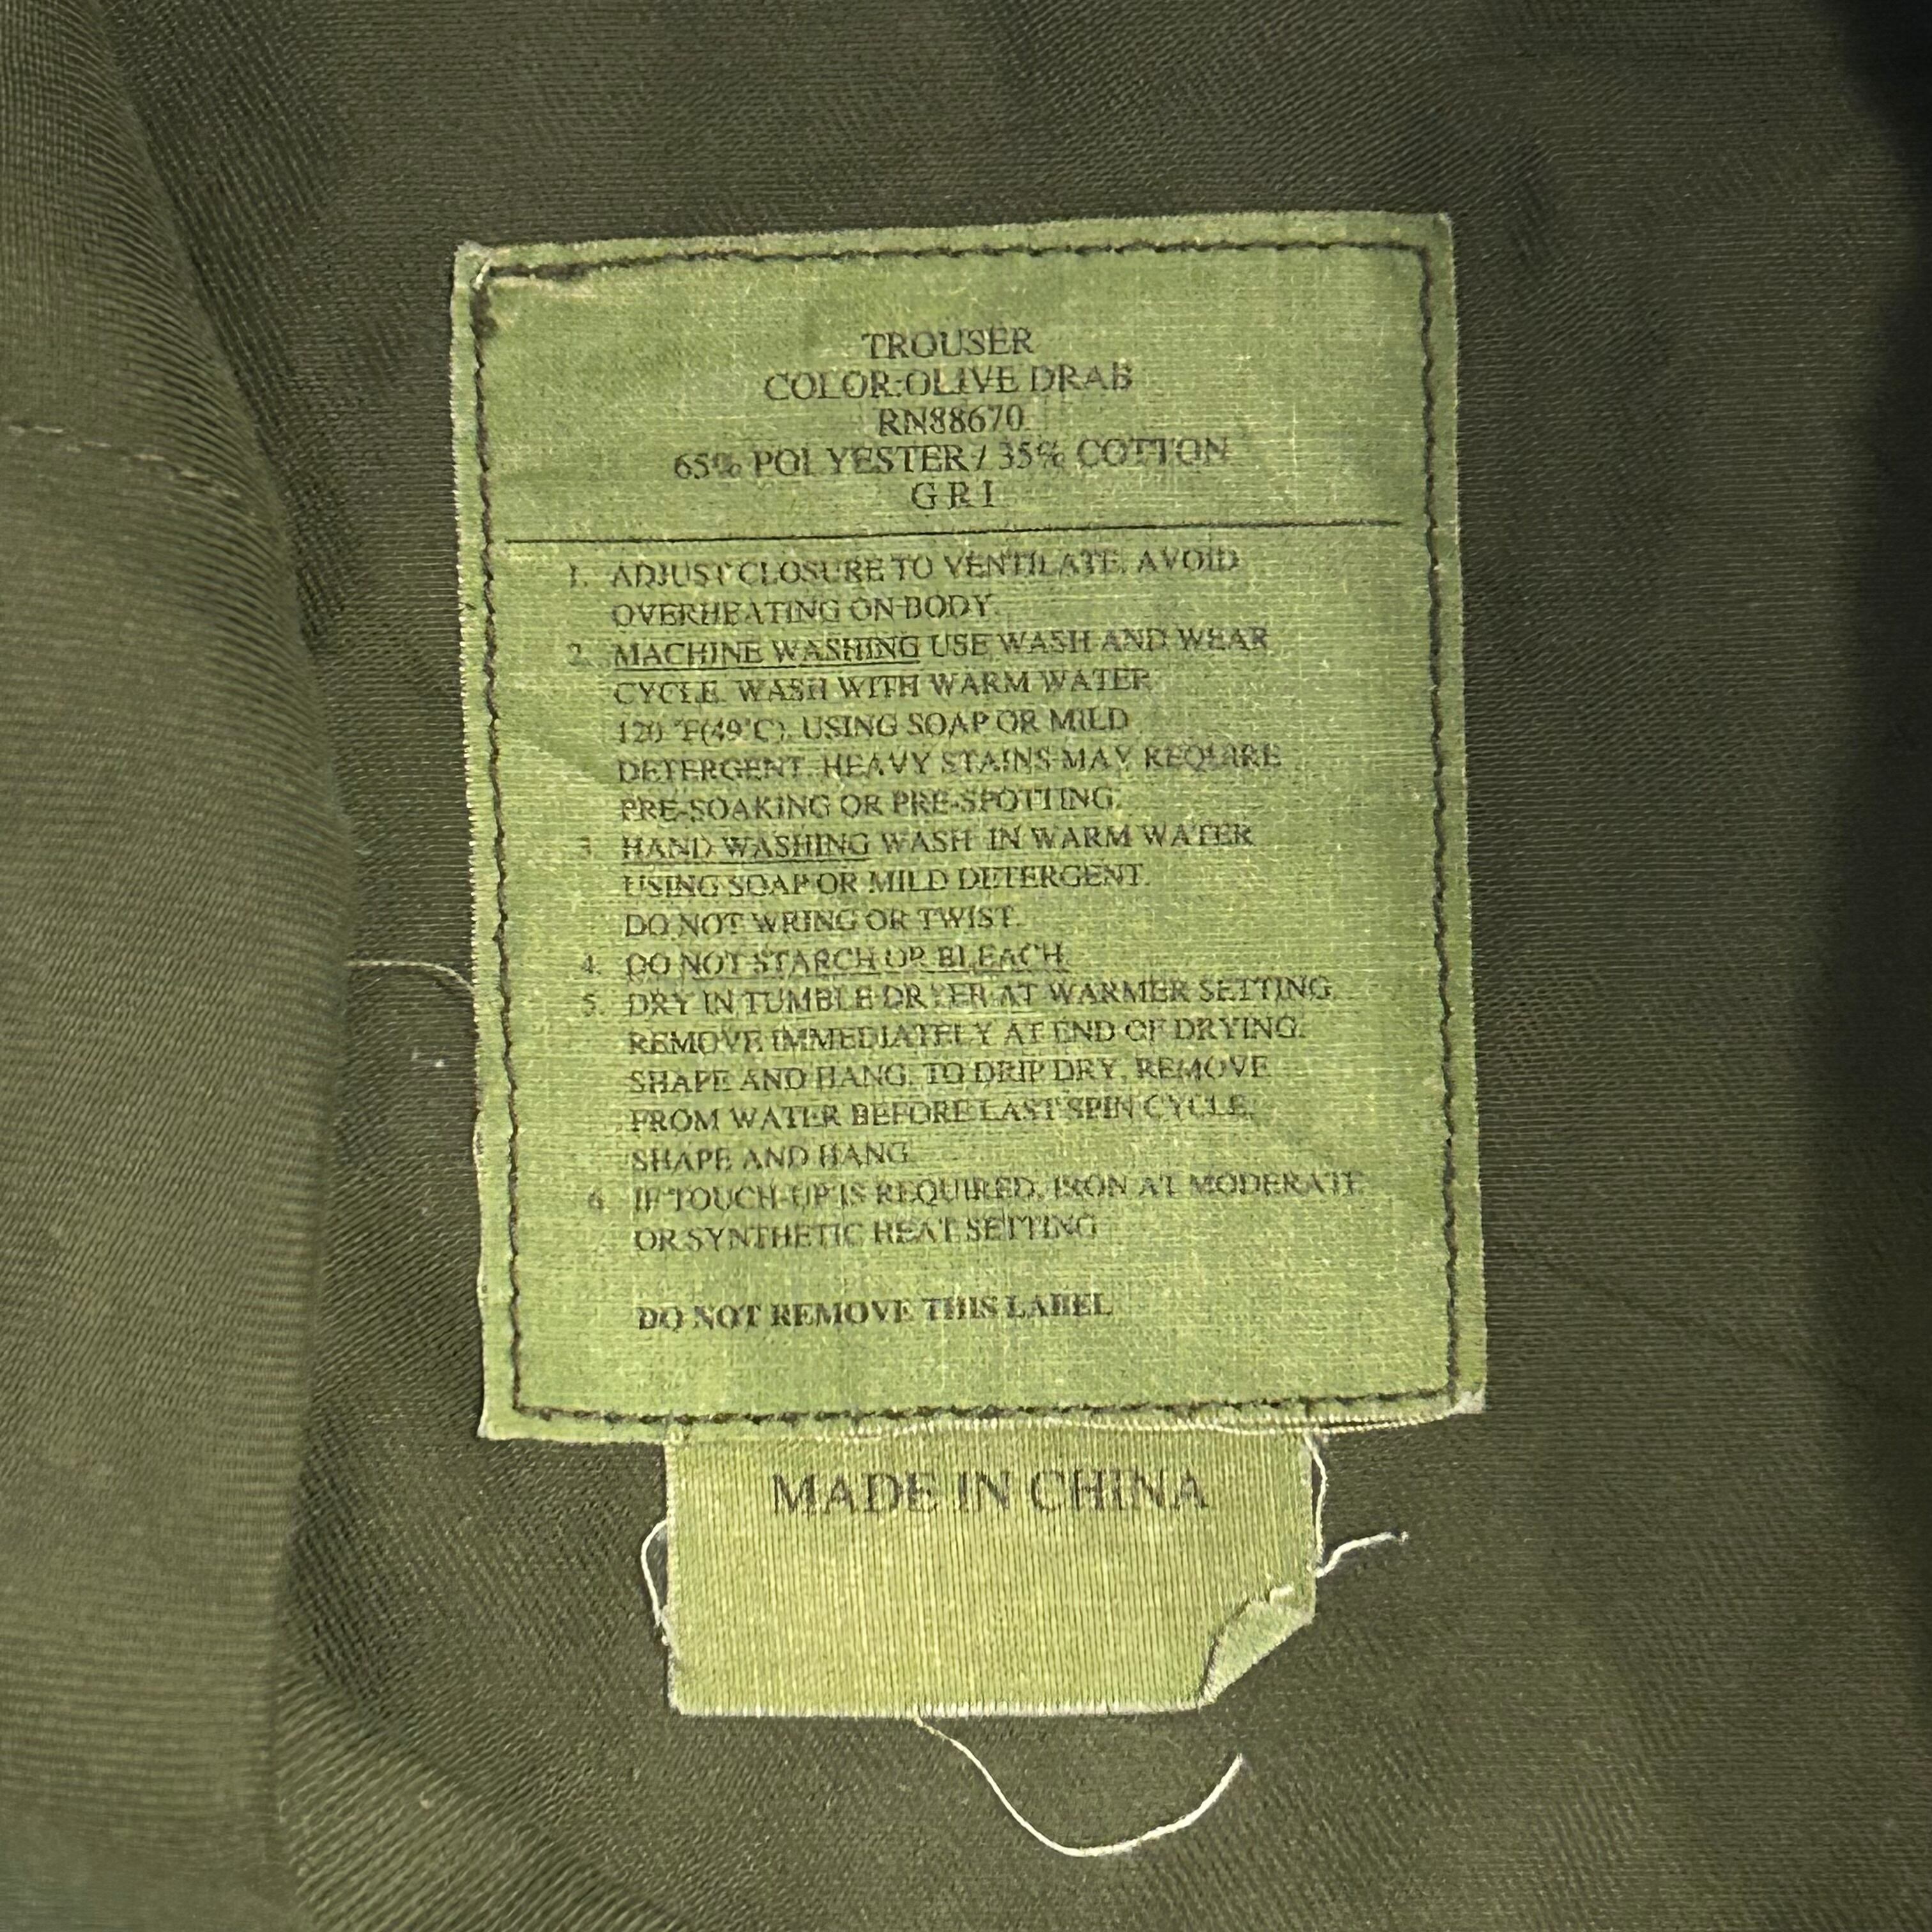 TROUSER
COLOR:OLIVE DRAB
RN88670
65% POLYESTER / 35% COTTON
G R I
1. ADJUST CLOSURE TO VENTILATE. AVOID
OVERHEATING ON BODY.
2. MACHINE WASHING USE WASH AND WEAR
CYCLE. WASH WITH WARM WATER
120 °F(49°C). USING SOAP OR MILD
DETERGENT. HEAVY STAINS MAY REQUIRE
PRE-SOAKING OR PRE-SPOTTING.
3. HAND WASHING WASH IN WARM WATER
USING SOAP OR MILD DETERGENT.
DO NOT WRING OR TWIST.
4. DO NOT STARCH OR BLEACH.
5. DRY IN TUMBLE DRYER AT WARMER SETTING.
REMOVE IMMEDIATELY AT END OF DRYING.
SHAPE AND HANG. TO DRIP DRY, REMOVE
FROM WATER BEFORE LAST SPIN CYCLE,
SHAPE AND HANG.
6. IF TOUCH-UP IS REQUIRED, IRON AT MODERATE
OR SYNTHETIC HEAT SETTING
DO NOT REMOVE THIS LABEL
MADE IN CHINA